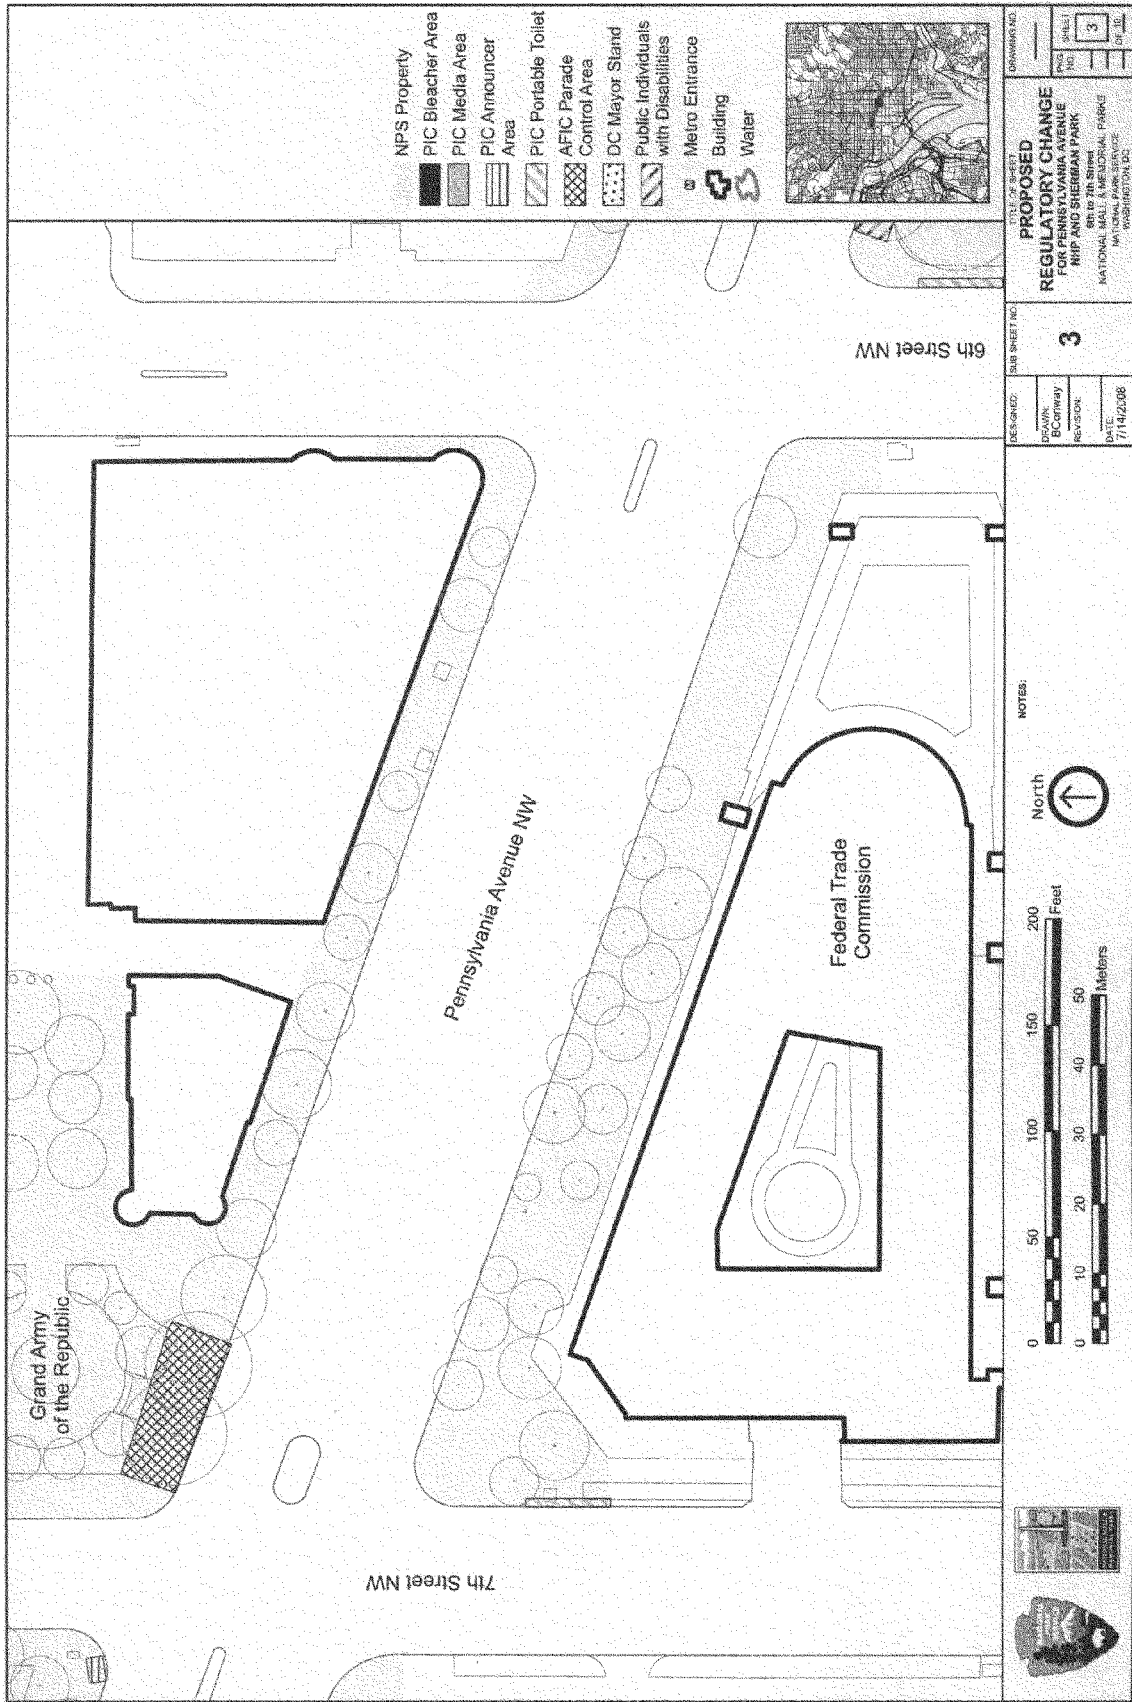 Grand Army
of the Republic
7th Street NW
Pennsylvania Avenue NW
Federal Trade
Commission
6th Street NW
NPS Property
PIC Bleacher Area
PIC Media Area
PIC Announcer
Area
PIC Portable Toilet
AFIC Parade
Control Area
DC Mayor Stand
Public Individuals
with Disabilities
Metro Entrance
Building
Water
0 50 100 150 200
Feet
0 10 20 30 40 50
Meters
North
NOTES:
DESIGNED:
DRAWN:
BConway
REVISION:
DATE:
7/14/2008
SUB SHEET NO.
3
TITLE OF SHEET
PROPOSED
REGULATORY CHANGE
FOR PENNSYLVANIA AVENUE
NHP AND SHERMAN PARK
6th to 7th Street
NATIONAL MALL & MEMORIAL PARKS
NATIONAL PARK SERVICE
WASHINGTON, DC
DRAWING NO.
PKG.
NO.
SHEET
3
OF